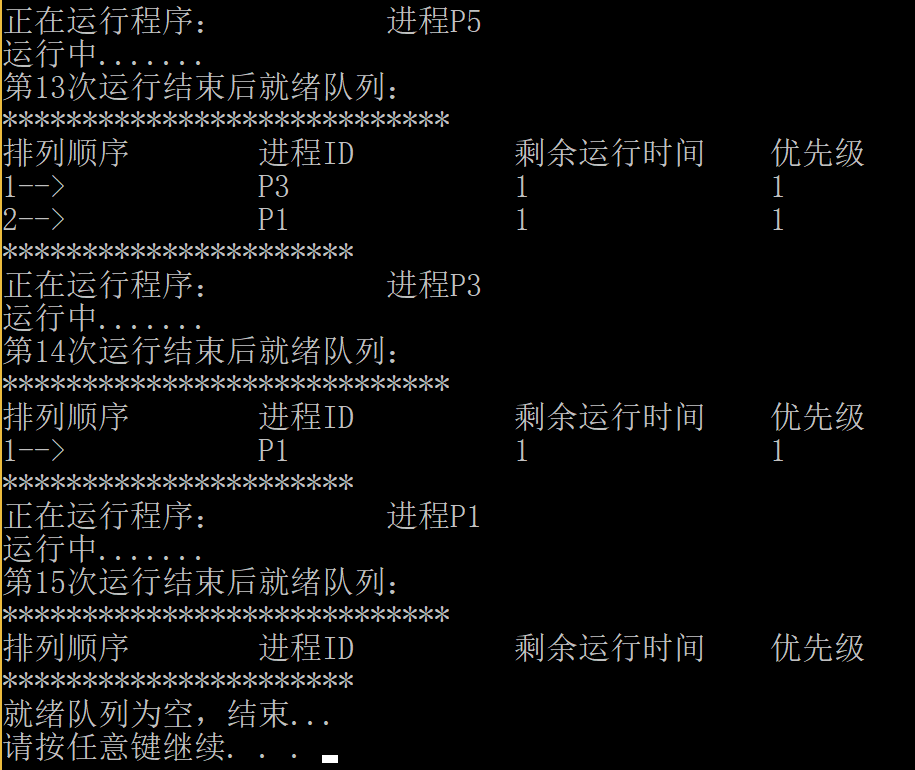 正在运行程序:            进程P5
运行中.......
第13次运行结束后就绪队列:
****************************
排列顺序        进程ID          剩余运行时间    优先级
1-->            P3              1               1
2-->            P1              1               1
**********************
正在运行程序:            进程P3
运行中.......
第14次运行结束后就绪队列:
****************************
排列顺序        进程ID          剩余运行时间    优先级
1-->            P1              1               1
**********************
正在运行程序:            进程P1
运行中.......
第15次运行结束后就绪队列:
****************************
排列顺序        进程ID          剩余运行时间    优先级
**********************
就绪队列为空，结束...
请按任意键继续. . .